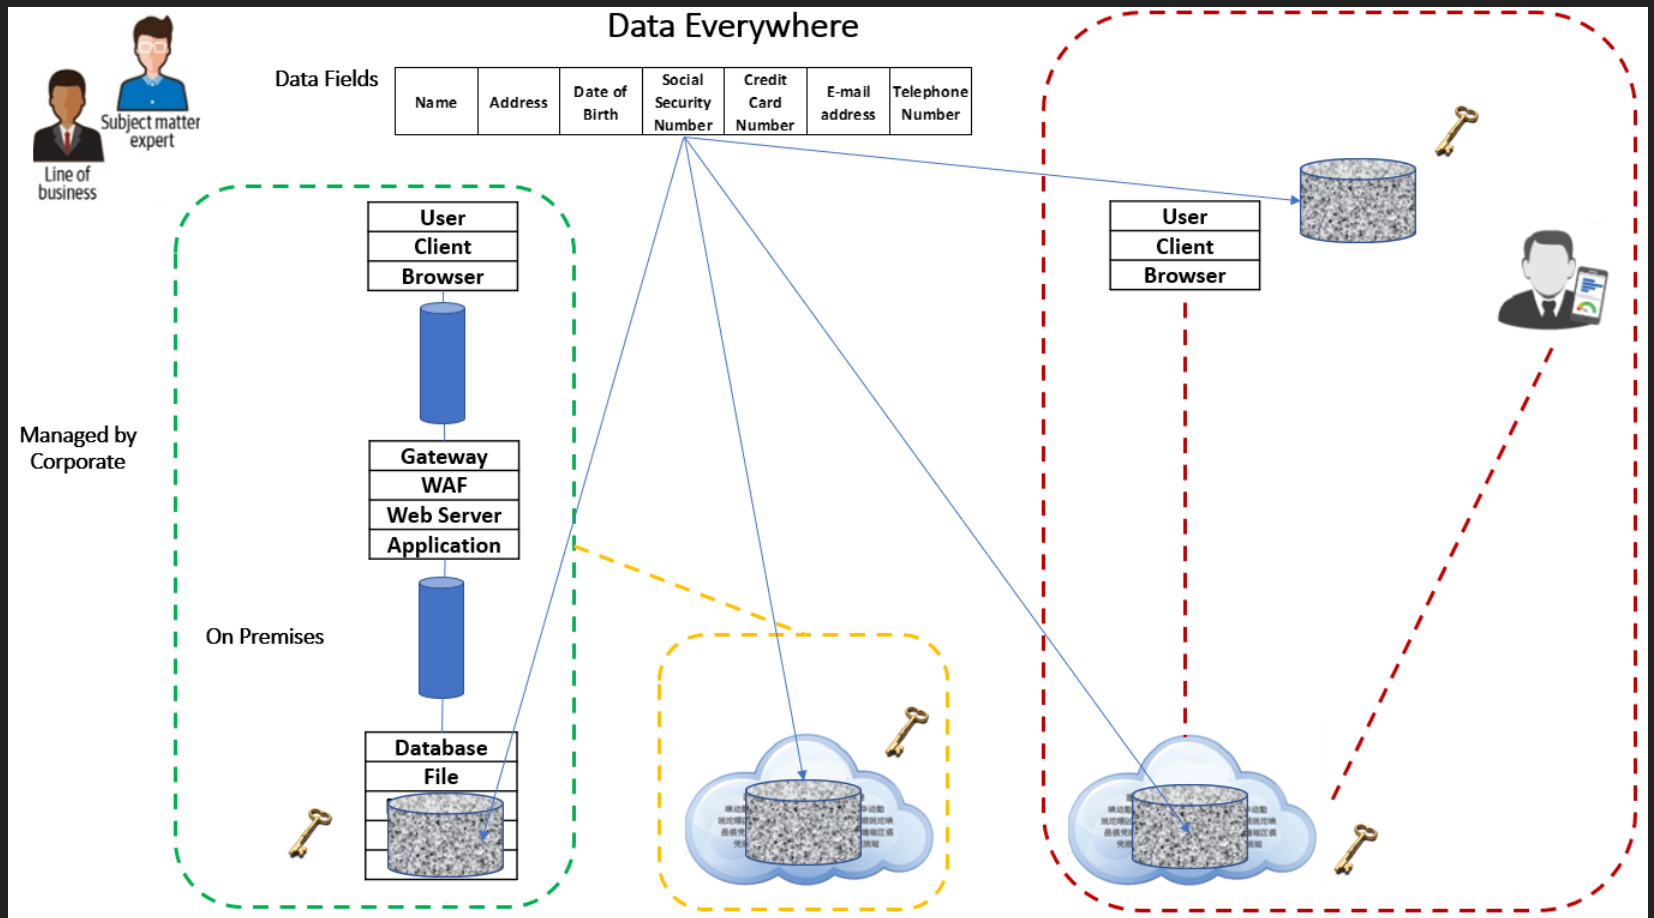 Data Everywhere
Data Fields
Name
Address
Date of
Birth
Social
Security
Number
Credit
Card
Number
E-mail
address
Telephone
Number
Subject matter
expert
Line of
business
User
Client
Browser
User
Client
Browser
Managed by
Corporate
Gateway
WAF
Web Server
Application
On Premises
Database
File